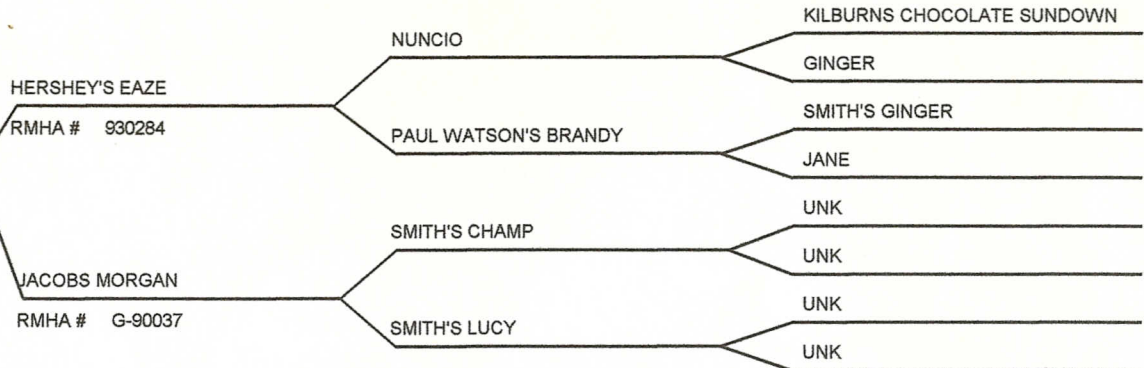 KILBURNS CHOCOLATE SUNDOWN
NUNCIO
GINGER
HERSHEY'S EAZE
RMHA # 930284
SMITH'S GINGER
PAUL WATSON'S BRANDY
JANE
UNK
SMITH'S CHAMP
UNK
JACOBS MORGAN
RMHA # G-90037
UNK
SMITH'S LUCY
UNK